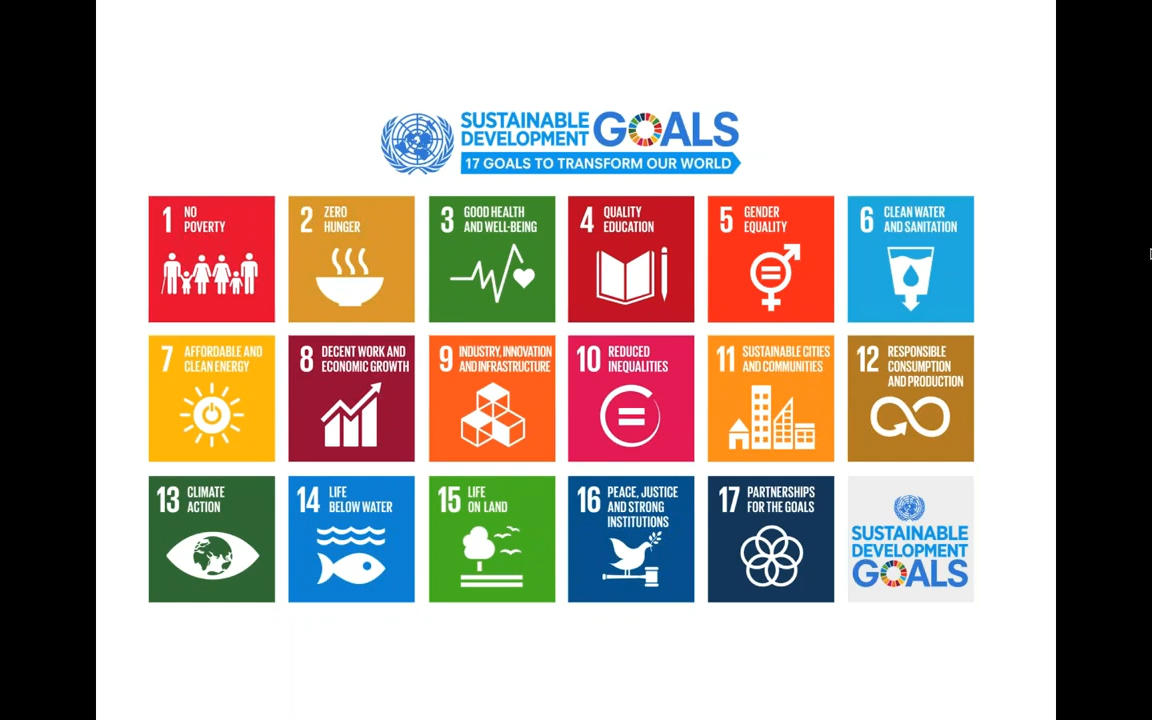 SUSTAINABLE
DEVELOPMENT
GOALS
17 GOALS TO TRANSFORM OUR WORLD
1 NO
POVERTY
2 ZERO
HUNGER
3 GOOD HEALTH
AND WELL-BEING
4 QUALITY
EDUCATION
5 GENDER
EQUALITY
6 CLEAN WATER
AND SANITATION
7 AFFORDABLE AND
CLEAN ENERGY
8 DECENT WORK AND
ECONOMIC GROWTH
9 INDUSTRY, INNOVATION
AND INFRASTRUCTURE
10 REDUCED
INEQUALITIES
11 SUSTAINABLE CITIES
AND COMMUNITIES
12 RESPONSIBLE
CONSUMPTION
AND PRODUCTION
13 CLIMATE
ACTION
14 LIFE
BELOW WATER
15 LIFE
ON LAND
16 PEACE, JUSTICE
AND STRONG
INSTITUTIONS
17 PARTNERSHIPS
FOR THE GOALS
SUSTAINABLE
DEVELOPMENT
GOALS